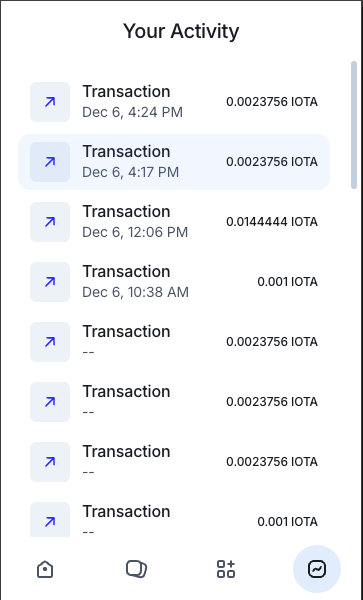 Your Activity
Transaction
Dec 6, 4:24 PM
0.0023756 IOTA
Transaction
Dec 6, 4:17 PM
0.0023756 IOTA
Transaction
Dec 6, 12:06 PM
0.0144444 IOTA
Transaction
Dec 6, 10:38 AM
0.001 IOTA
Transaction
--
0.0023756 IOTA
Transaction
--
0.0023756 IOTA
Transaction
--
0.0023756 IOTA
Transaction
--
0.001 IOTA